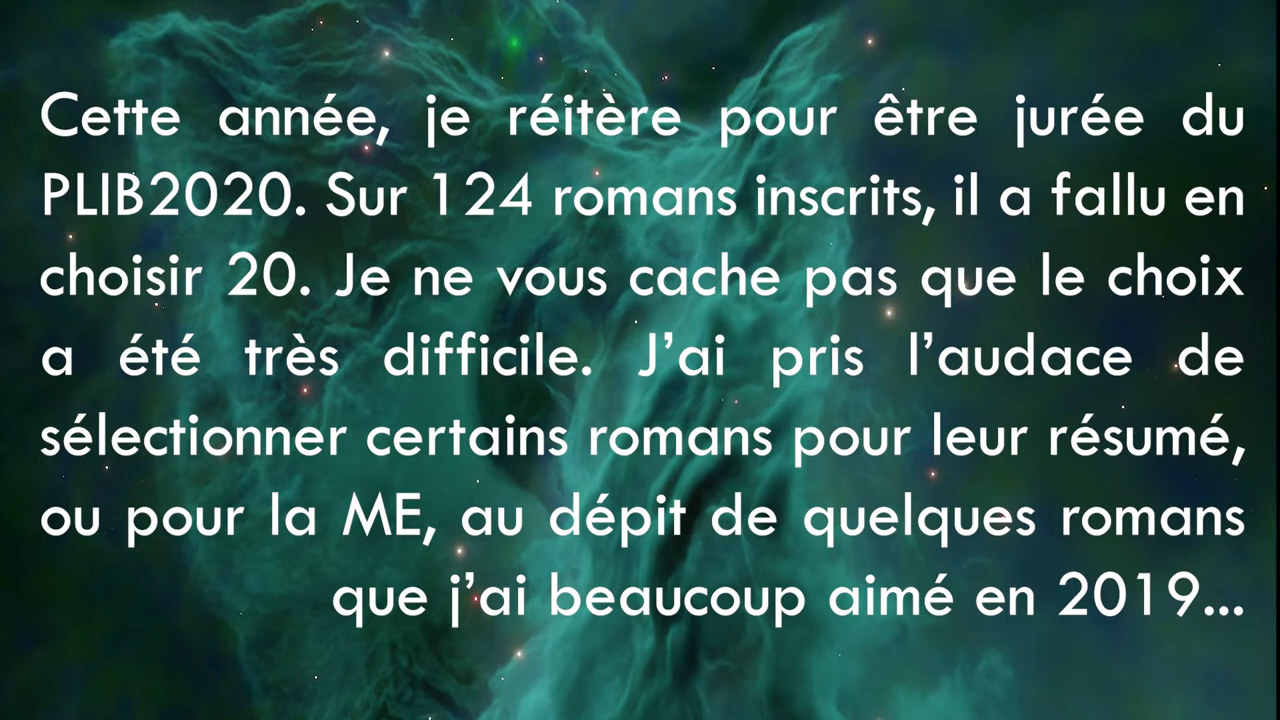 Cette année, je réitère pour être jurée du
PLIB2020. Sur 124 romans inscrits, il a fallu en
choisir 20. Je ne vous cache pas que le choix
a été très difficile. J’ai pris l’audace de
sélectionner certains romans pour leur résumé,
ou pour la ME, au dépit de quelques romans
que j’ai beaucoup aimé en 2019...